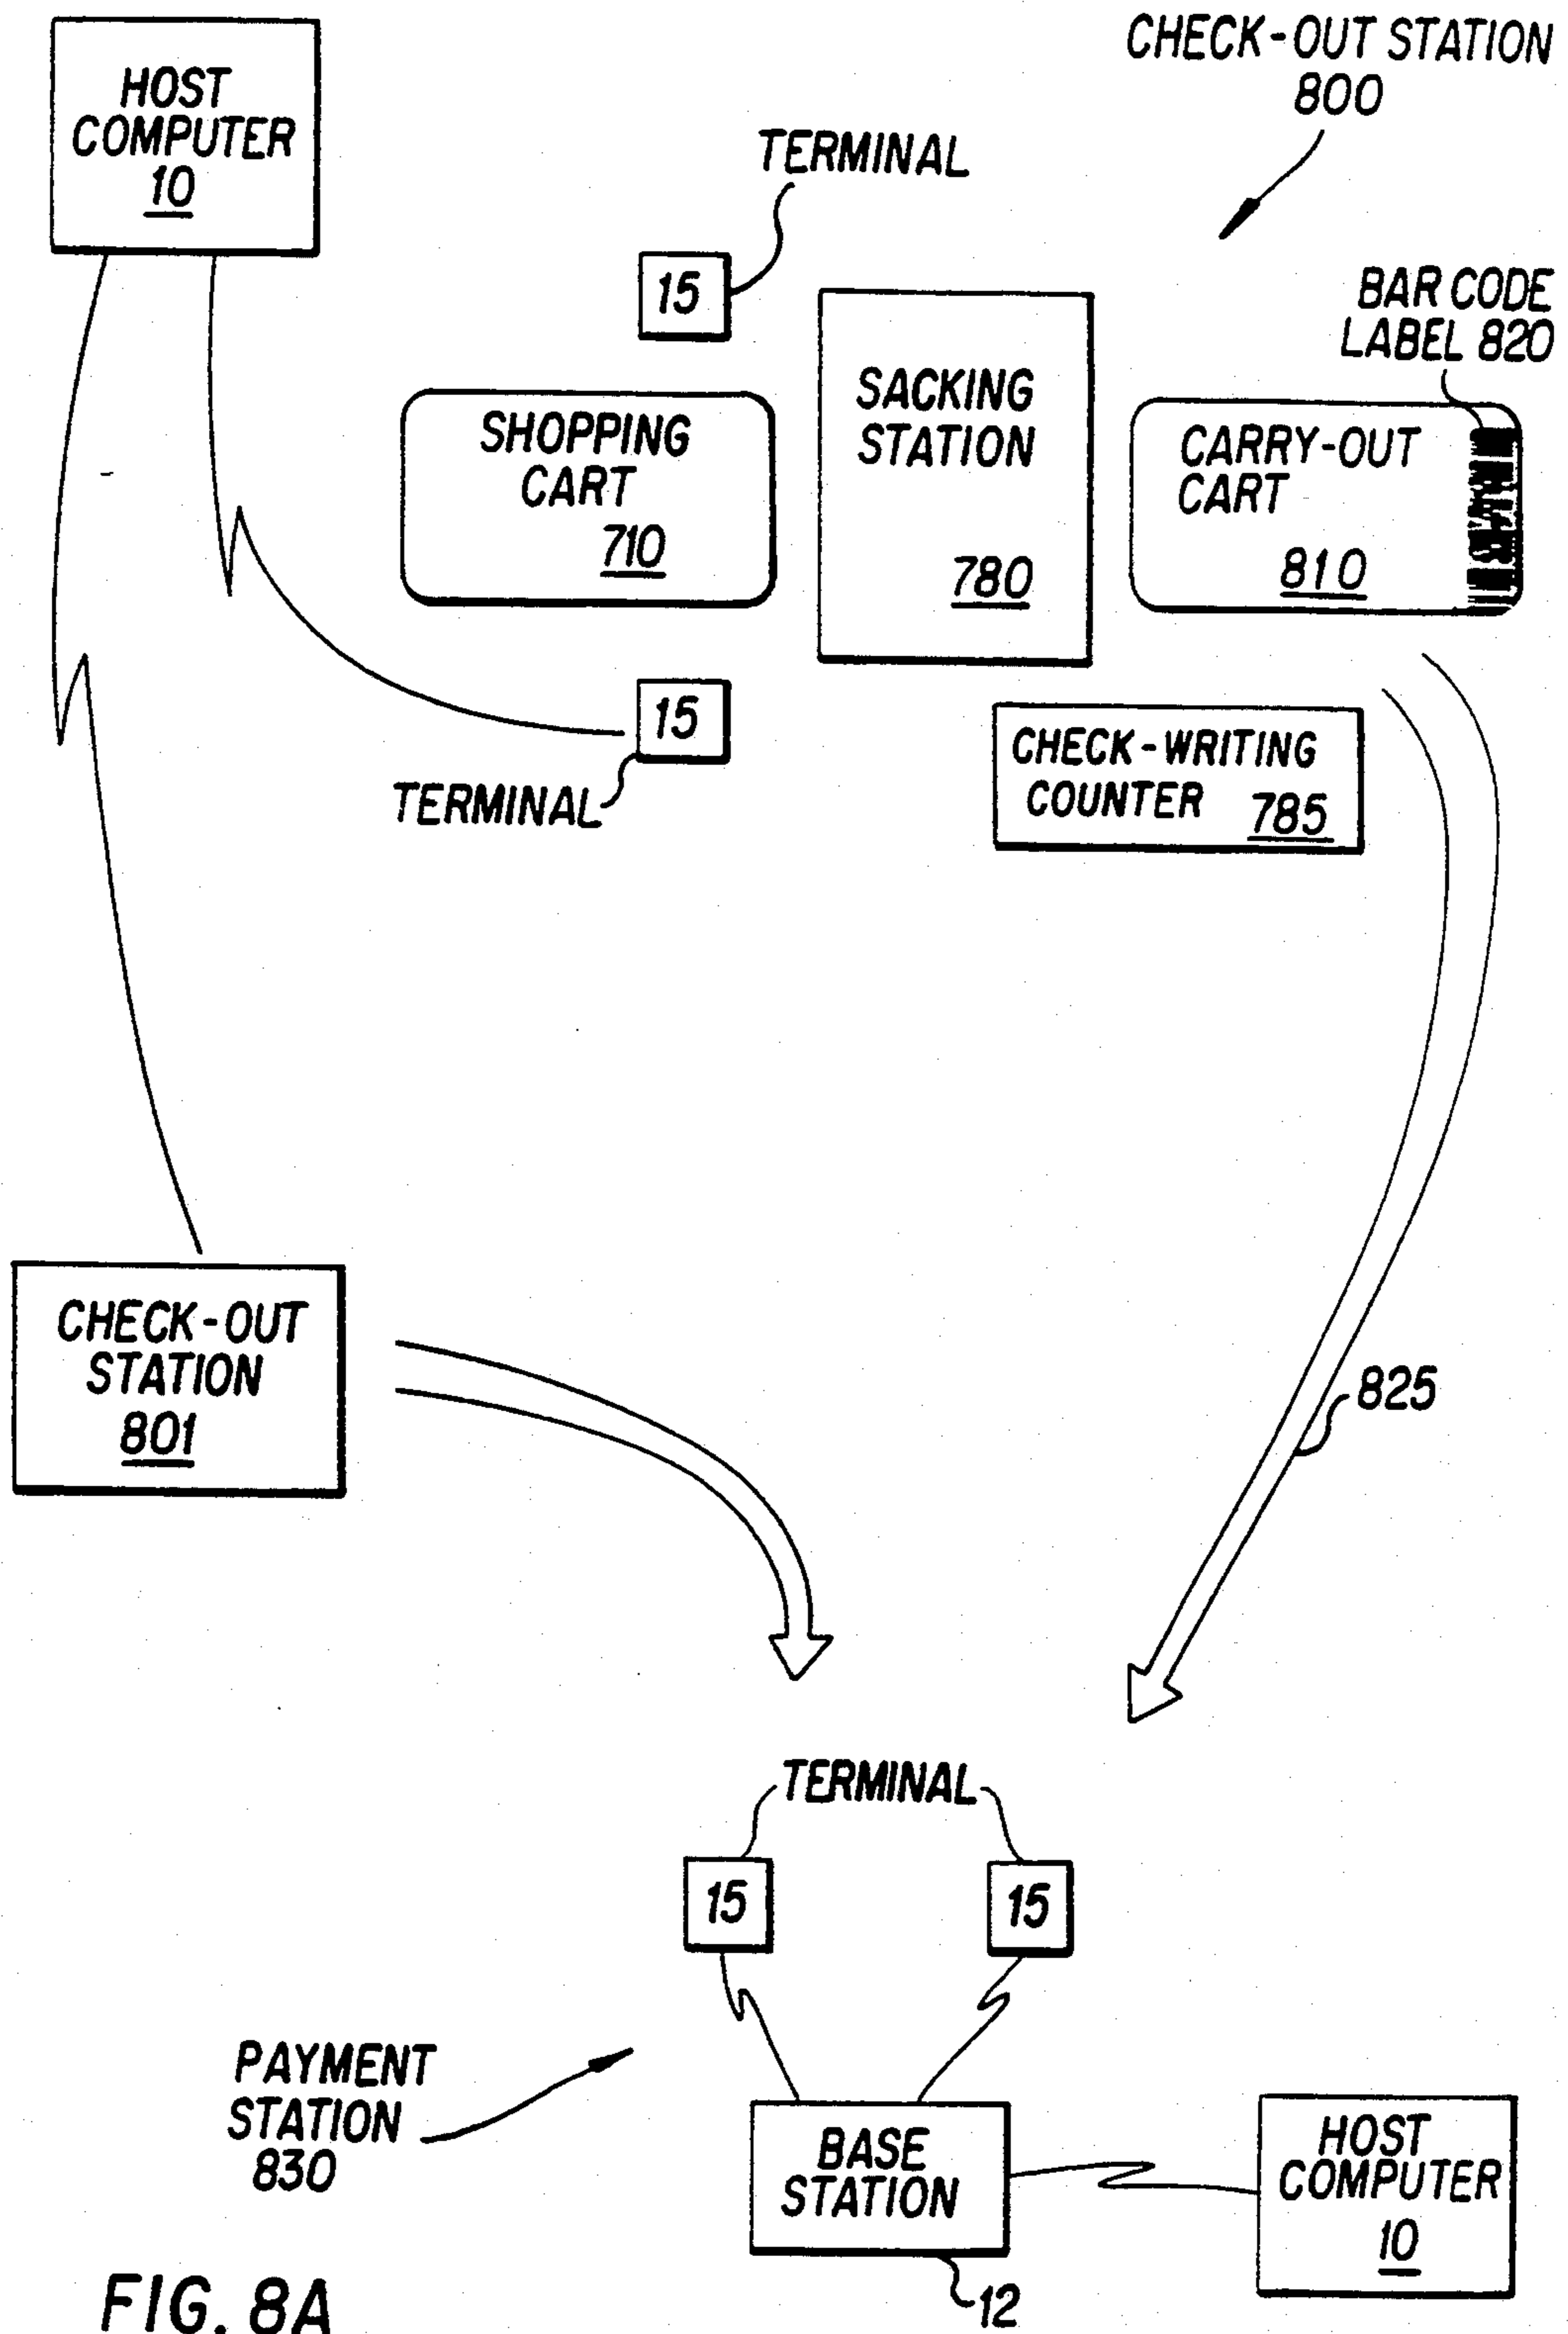 HOST
COMPUTER
10
CHECK-OUT STATION
800
TERMINAL
15
BAR CODE
LABEL 820
SHOPPING
CART
710
SACKING
STATION
780
CARRY-OUT
CART
810
15
TERMINAL
CHECK-WRITING
COUNTER 785
CHECK-OUT
STATION
801
825
TERMINAL
15
15
PAYMENT
STATION
830
BASE
STATION
12
HOST
COMPUTER
10
FIG. 8A